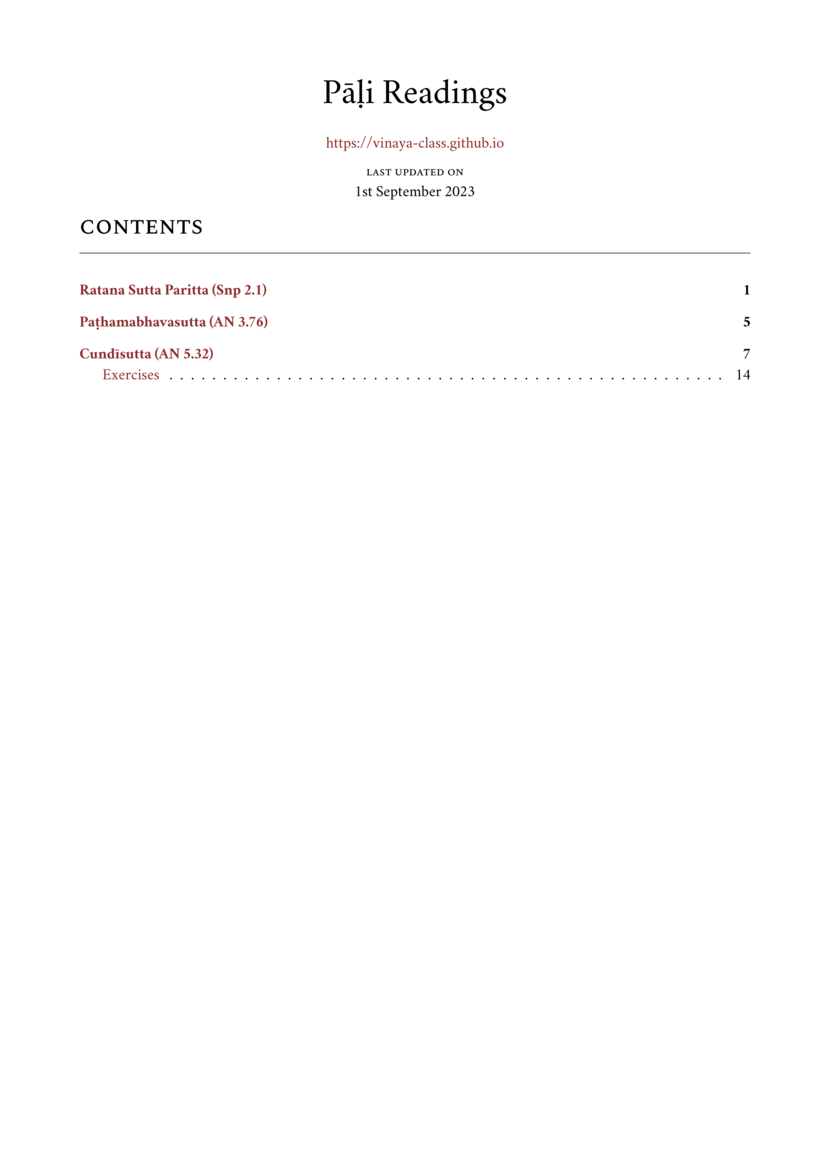 Pāḷi Readings
https://vinaya-class.github.io
LAST UPDATED ON
1st September 2023
CONTENTS
Ratana Sutta Paritta (Snp 2.1) 1
Paṭhamabhavasutta (AN 3.76) 5
Cundīsutta (AN 5.32) 7
Exercises . . . . . . . . . . . . . . . . . . . . . . . . . . . . . . . . . . . . . . . . . . . . . . . . . . . . 14